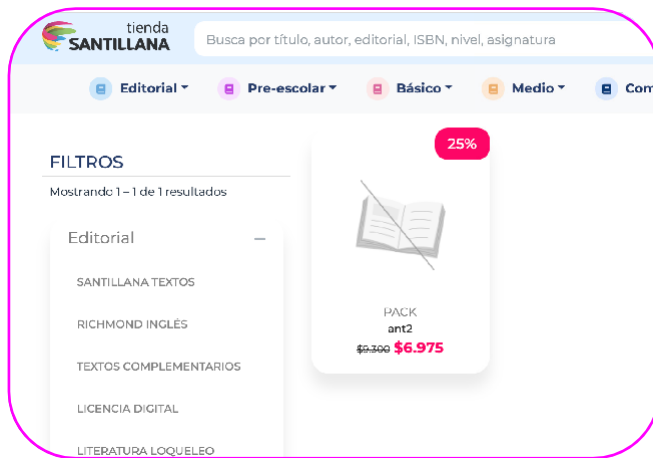 tienda
SANTILLANA
Busca por título, autor, editorial, ISBN, nivel, asignatura
Editorial
Pre-escolar
Básico
Medio
Com
FILTROS
Mostrando 1 – 1 de 1 resultados
Editorial
SANTILLANA TEXTOS
RICHMOND INGLÉS
TEXTOS COMPLEMENTARIOS
LICENCIA DIGITAL
LITERATURA LOQUELEO
25%
PACK
ant2
$9.300 $6.975